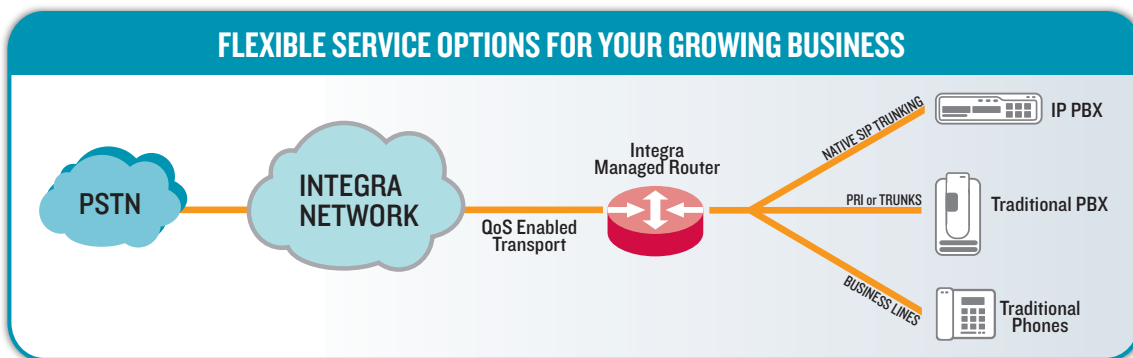 FLEXIBLE SERVICE OPTIONS FOR YOUR GROWING BUSINESS
PSTN
INTEGRA
NETWORK
QoS Enabled
Transport
Integra
Managed Router
NATIVE SIP TRUNKING
IP PBX
PRI or TRUNKS
Traditional PBX
BUSINESS LINES
Traditional
Phones